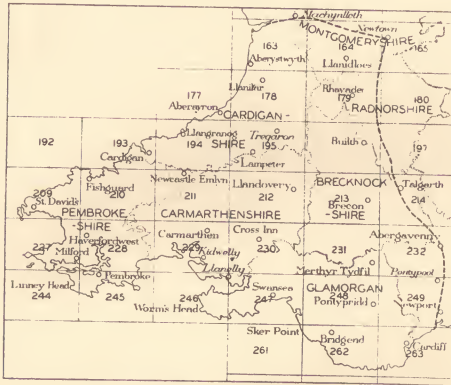 Machynlleth
Newtown
MONTGOMERYSHIRE
163
164
165
Aberystwyth
Llanidloes
Llanilar
Rhayader
177
178
179
180
Aberayron
RADNORSHIRE
CARDIGAN-
Llangranog
Tregaron
192
193
194
SHIRE
195
Builth
197
Cardigan
Lampeter
Newcastle Emlyn
Llandovery
BRECKNOCK
209
Fishguard
Talgarth
210
211
212
213
214
St. David's
Brecon
-SHIRE
PEMBROKE
CARMARTHENSHIRE
-SHIRE
Carmarthen
Cross Inn
Abergavenny
227
Haverfordwest
228
229
Kidwelly
230
231
232
Milford
Merthyr Tydfil
Pontypool
Pembroke
Llanelly
Linney Head
Swansea
GLAMORGAN
244
245
246
247
248
249
Worm's Head
Pontypridd
Newport
Sker Point
Bridgend
Cardiff
261
262
263